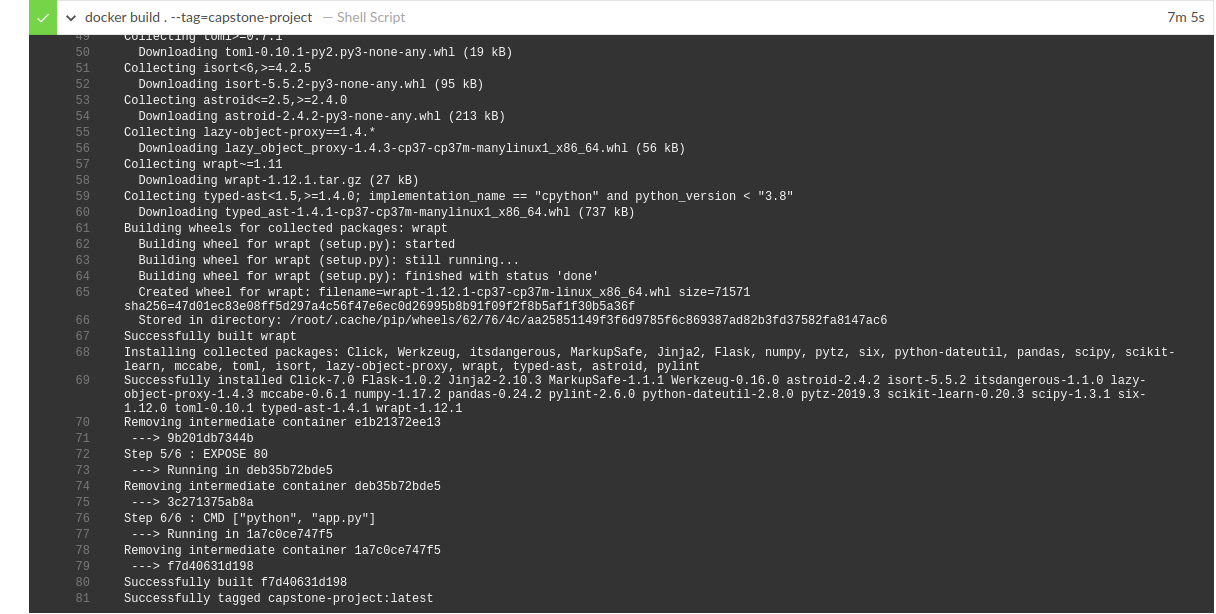 docker build . --tag=capstone-project — Shell Script 7m 5s
49 Collecting toml>=0.7.1
50 Downloading toml-0.10.1-py2.py3-none-any.whl (19 kB)
51 Collecting isort<6,>=4.2.5
52 Downloading isort-5.5.2-py3-none-any.whl (95 kB)
53 Collecting astroid<=2.5,>=2.4.0
54 Downloading astroid-2.4.2-py3-none-any.whl (213 kB)
55 Collecting lazy-object-proxy==1.4.*
56 Downloading lazy_object_proxy-1.4.3-cp37-cp37m-manylinux1_x86_64.whl (56 kB)
57 Collecting wrapt~=1.11
58 Downloading wrapt-1.12.1.tar.gz (27 kB)
59 Collecting typed-ast<1.5,>=1.4.0; implementation_name == "cpython" and python_version < "3.8"
60 Downloading typed_ast-1.4.1-cp37-cp37m-manylinux1_x86_64.whl (737 kB)
61 Building wheels for collected packages: wrapt
62 Building wheel for wrapt (setup.py): started
63 Building wheel for wrapt (setup.py): still running...
64 Building wheel for wrapt (setup.py): finished with status 'done'
65 Created wheel for wrapt: filename=wrapt-1.12.1-cp37-cp37m-linux_x86_64.whl size=71571
sha256=47d01ec83e08ff5d297a4c56f47e6ec0d26995b8b91f09f2f8b5af1f30b5a36f
66 Stored in directory: /root/.cache/pip/wheels/62/76/4c/aa25851149f3f6d9785f6c869387ad82b3fd37582fa8147ac6
67 Successfully built wrapt
68 Installing collected packages: Click, Werkzeug, itsdangerous, MarkupSafe, Jinja2, Flask, numpy, pytz, six, python-dateutil, pandas, scipy, scikit-
learn, mccabe, toml, isort, lazy-object-proxy, wrapt, typed-ast, astroid, pylint
69 Successfully installed Click-7.0 Flask-1.0.2 Jinja2-2.10.3 MarkupSafe-1.1.1 Werkzeug-0.16.0 astroid-2.4.2 isort-5.5.2 itsdangerous-1.1.0 lazy-
object-proxy-1.4.3 mccabe-0.6.1 numpy-1.17.2 pandas-0.24.2 pylint-2.6.0 python-dateutil-2.8.0 pytz-2019.3 scikit-learn-0.20.3 scipy-1.3.1 six-
1.12.0 toml-0.10.1 typed-ast-1.4.1 wrapt-1.12.1
70 Removing intermediate container e1b21372ee13
71 ---> 9b201db7344b
72 Step 5/6 : EXPOSE 80
73 ---> Running in deb35b72bde5
74 Removing intermediate container deb35b72bde5
75 ---> 3c271375ab8a
76 Step 6/6 : CMD ["python", "app.py"]
77 ---> Running in 1a7c0ce747f5
78 Removing intermediate container 1a7c0ce747f5
79 ---> f7d40631d198
80 Successfully built f7d40631d198
81 Successfully tagged capstone-project:latest